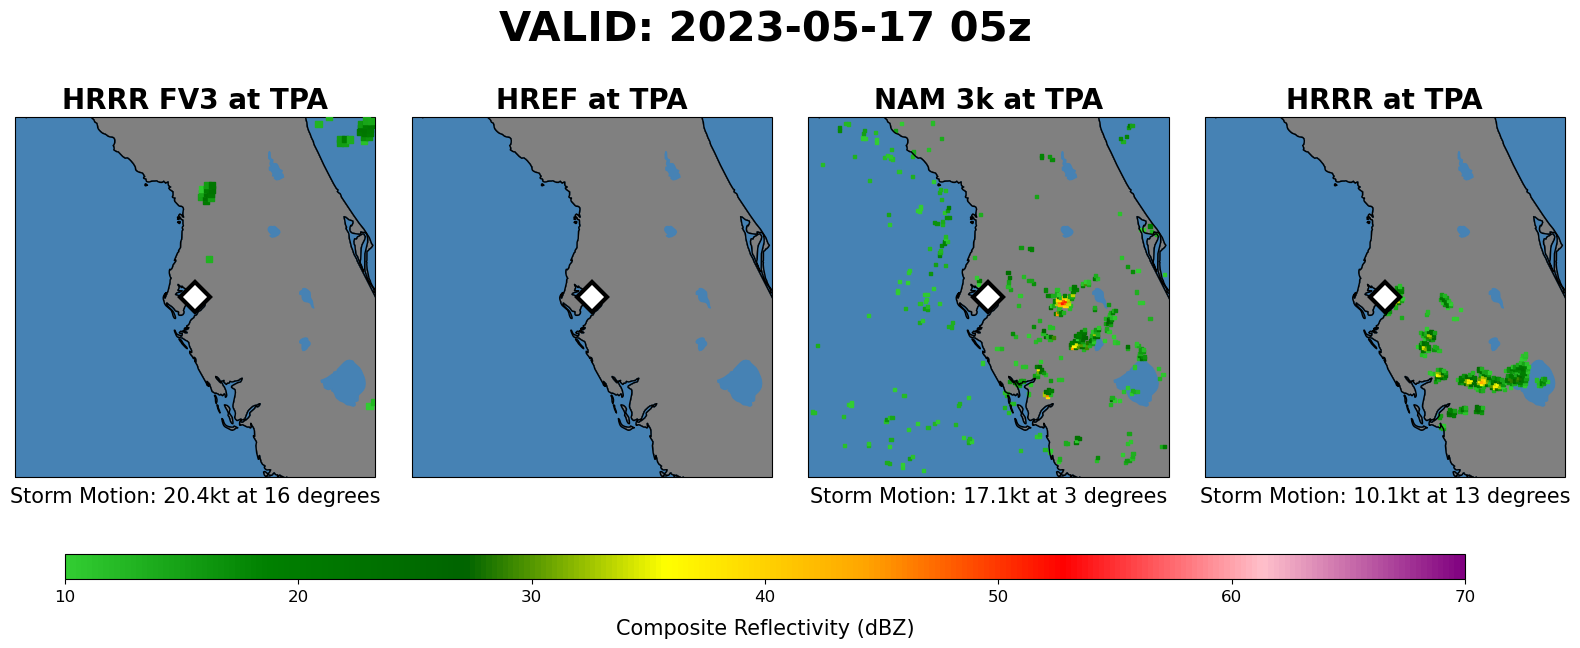 VALID: 2023-05-17 05z
HRRR FV3 at TPA
HREF at TPA
NAM 3k at TPA
HRRR at TPA
Storm Motion: 20.4kt at 16 degrees
Storm Motion: 17.1kt at 3 degrees
Storm Motion: 10.1kt at 13 degrees
10 20 30 40 50 60 70
Composite Reflectivity (dBZ)